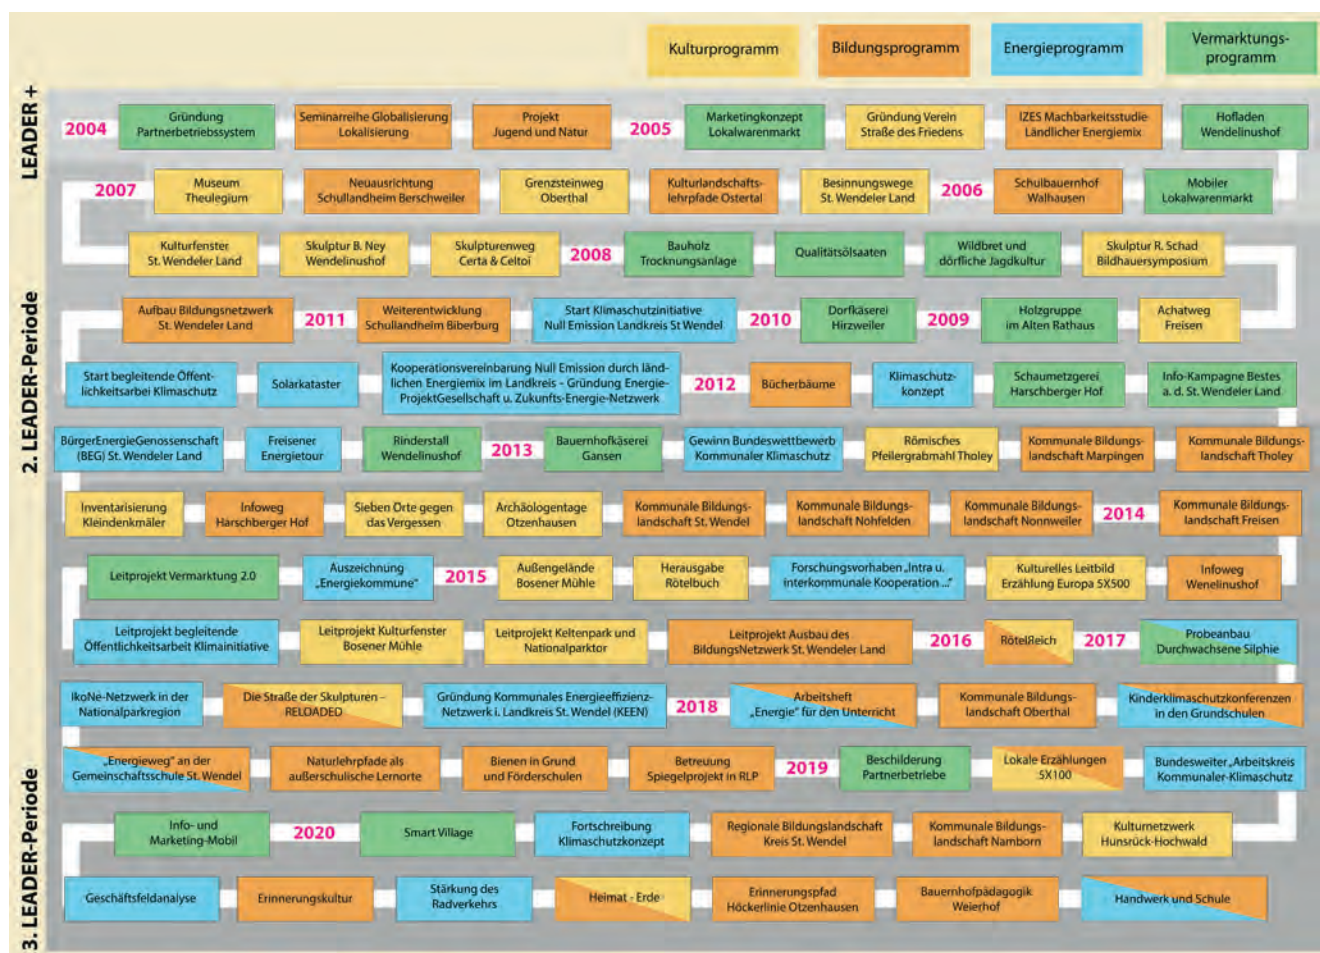 Kulturprogramm
Bildungsprogramm
Energieprogramm
Vermarktungs-
programm
LEADER +
2004
Gründung
Partnerbetriebssystem
Seminarreihe Globalisierung
Lokalisierung
Projekt
Jugend und Natur
2005
Marketingkonzept
Lokalwarenmarkt
Gründung Verein
Straße des Friedens
IZES Machbarkeitsstudie
Ländlicher Energiemix
Hofladen
Wendelinushof
2007
Museum
Theulegium
Neuausrichtung
Schullandheim Berschweiler
Grenzsteinweg
Oberthal
Kulturlandschafts-
lehrpfade Ostertal
Besinnungswege
St. Wendeler Land
2006
Schulbauernhof
Walhausen
Mobiler
Lokalwarenmarkt
Kulturfenster
St. Wendeler Land
Skulptur B. Ney
Wendelinushof
Skulpturenweg
Certa & Celtoi
2008
Bauholz
Trocknungsanlage
Qualitätsölsaaten
Wildbret und
dörfliche Jagdkultur
Skulptur R. Schad
Bildhauersymposium
2. LEADER-Periode
Aufbau Bildungsnetzwerk
St. Wendeler Land
2011
Weiterentwicklung
Schullandheim Biberburg
Start Klimaschutzinitiative
Null Emission Landkreis St Wendel
2010
Dorfkäserei
Hirzweiler
2009
Holzgruppe
im Alten Rathaus
Achatweg
Freisen
Start begleitende Öffent-
lichkeitsarbei Klimaschutz
Solarkataster
Kooperationsvereinbarung Null Emission durch länd-
lichen Energiemix im Landkreis - Gründung Energie-
ProjektGesellschaft u. Zukunfts-Energie-Netzwerk
2012
Bücherbäume
Klimaschutz-
konzept
Schaumetzgerei
Harschberger Hof
Info-Kampagne Bestes
a. d. St. Wendeler Land
BürgerEnergieGenossenschaft
(BEG) St. Wendeler Land
Freisener
Energietour
Rinderstall
Wendelinushof
2013
Bauernhofkäserei
Gansen
Gewinn Bundeswettbewerb
Kommunaler Klimaschutz
Römisches
Pfeilergrabmahl Tholey
Kommunale Bildungs-
landschaft Marpingen
Kommunale Bildungs-
landschaft Tholey
Inventarisierung
Kleindenkmäler
Infoweg
Harschberger Hof
Sieben Orte gegen
das Vergessen
Archäologentage
Otzenhausen
Kommunale Bildungs-
landschaft St. Wendel
Kommunale Bildungs-
landschaft Nohfelden
Kommunale Bildungs-
landschaft Nonnweiler
2014
Kommunale Bildungs-
landschaft Freisen
Leitprojekt Vermarktung 2.0
Auszeichnung
„Energiekommune“
2015
Außengelände
Bosener Mühle
Herausgabe
Rötelbuch
Forschungsvorhaben „Intra u.
interkommunale Kooperation ...“
Kulturelles Leitbild
Erzählung Europa 5X500
Infoweg
Wenelinushof
Leitprojekt begleitende
Öffentlichkeitsarbeit Klimainitiative
Leitprojekt Kulturfenster
Bosener Mühle
Leitprojekt Keltenpark und
Nationalparktor
Leitprojekt Ausbau des
BildungsNetzwerk St. Wendeler Land
2016
RötelReich
2017
Probeanbau
Durchwachsene Silphie
IkoNe-Netzwerk in der
Nationalparkregion
Die Straße der Skulpturen –
RELOADED
Gründung Kommunales Energieeffizienz-
Netzwerk i. Landkreis St. Wendel (KEEN)
2018
Arbeitsheft
„Energie“ für den Unterricht
Kommunale Bildungs-
landschaft Oberthal
Kinderklimaschutzkonferenzen
in den Grundschulen
3. LEADER-Periode
„Energieweg“ an der
Gemeinschaftsschule St. Wendel
Naturlehrpfade als
außerschulische Lernorte
Bienen in Grund
und Förderschulen
Betreuung
Spiegelprojekt in RLP
2019
Beschilderung
Partnerbetriebe
Lokale Erzählungen
5X100
Bundesweiter „Arbeitskreis
Kommunaler-Klimaschutz
Info- und
Marketing-Mobil
2020
Smart Village
Fortschreibung
Klimaschutzkonzept
Regionale Bildungslandschaft
Kreis St. Wendel
Kommunale Bildungs-
landschaft Namborn
Kulturnetzwerk
Hunsrück-Hochwald
Geschäftsfeldanalyse
Erinnerungskultur
Stärkung des
Radverkehrs
Heimat - Erde
Erinnerungspfad
Höckerlinie Otzenhausen
Bauernhofpädagogik
Weierhof
Handwerk und Schule